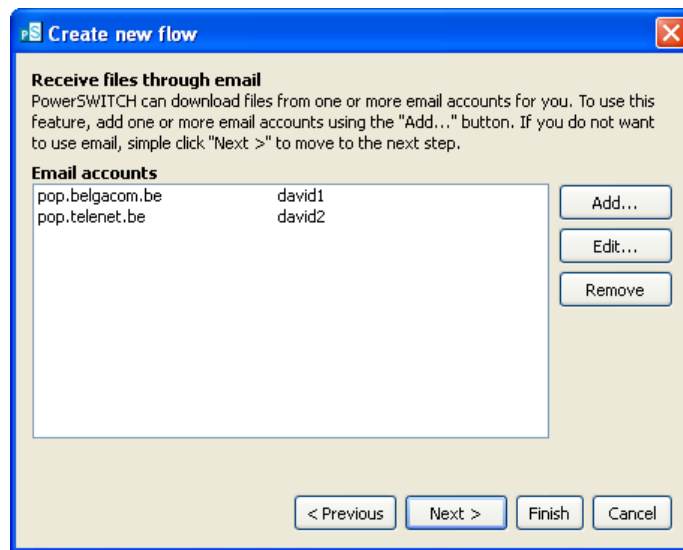 pS Create new flow
Receive files through email
PowerSWITCH can download files from one or more email accounts for you. To use this
feature, add one or more email accounts using the "Add..." button. If you do not want
to use email, simple click "Next >" to move to the next step.
Email accounts
pop.belgacom.be david1
pop.telenet.be david2
Add...
Edit...
Remove
< Previous Next > Finish Cancel